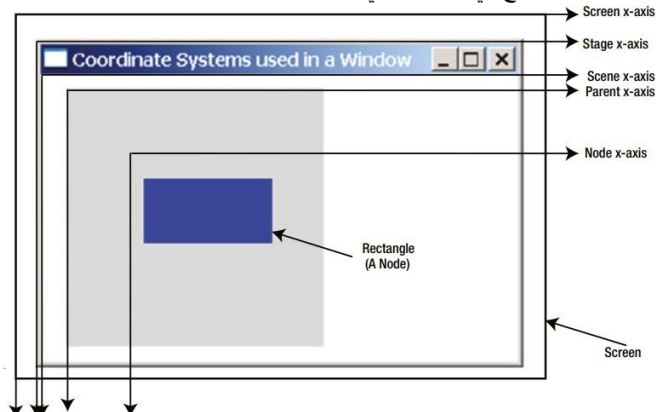 Screen x-axis
Stage x-axis
Coordinate Systems used in a Window
Scene x-axis
Parent x-axis
Node x-axis
Rectangle
(A Node)
Screen